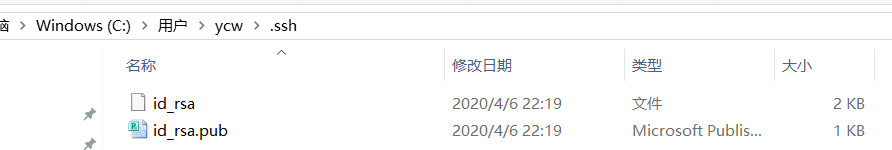 脑 > Windows (C:) > 用户 > ycw > .ssh
名称 修改日期 类型 大小
id_rsa 2020/4/6 22:19 文件 2 KB
id_rsa.pub 2020/4/6 22:19 Microsoft Publis... 1 KB